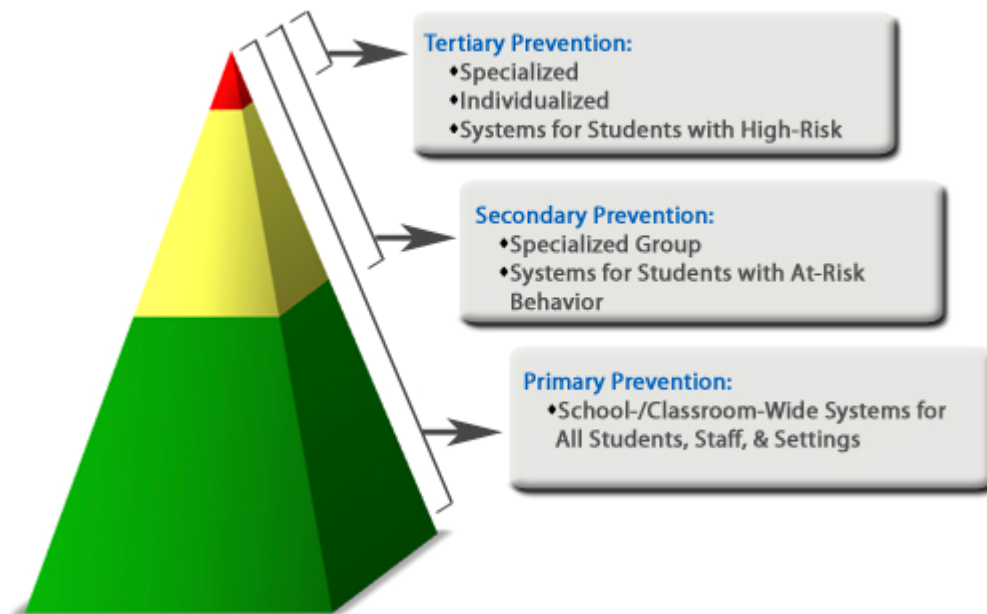 Tertiary Prevention:
♦Specialized
♦Individualized
♦Systems for Students with High-Risk
Secondary Prevention:
♦Specialized Group
♦Systems for Students with At-Risk
Behavior
Primary Prevention:
♦School-/Classroom-Wide Systems for
All Students, Staff, & Settings